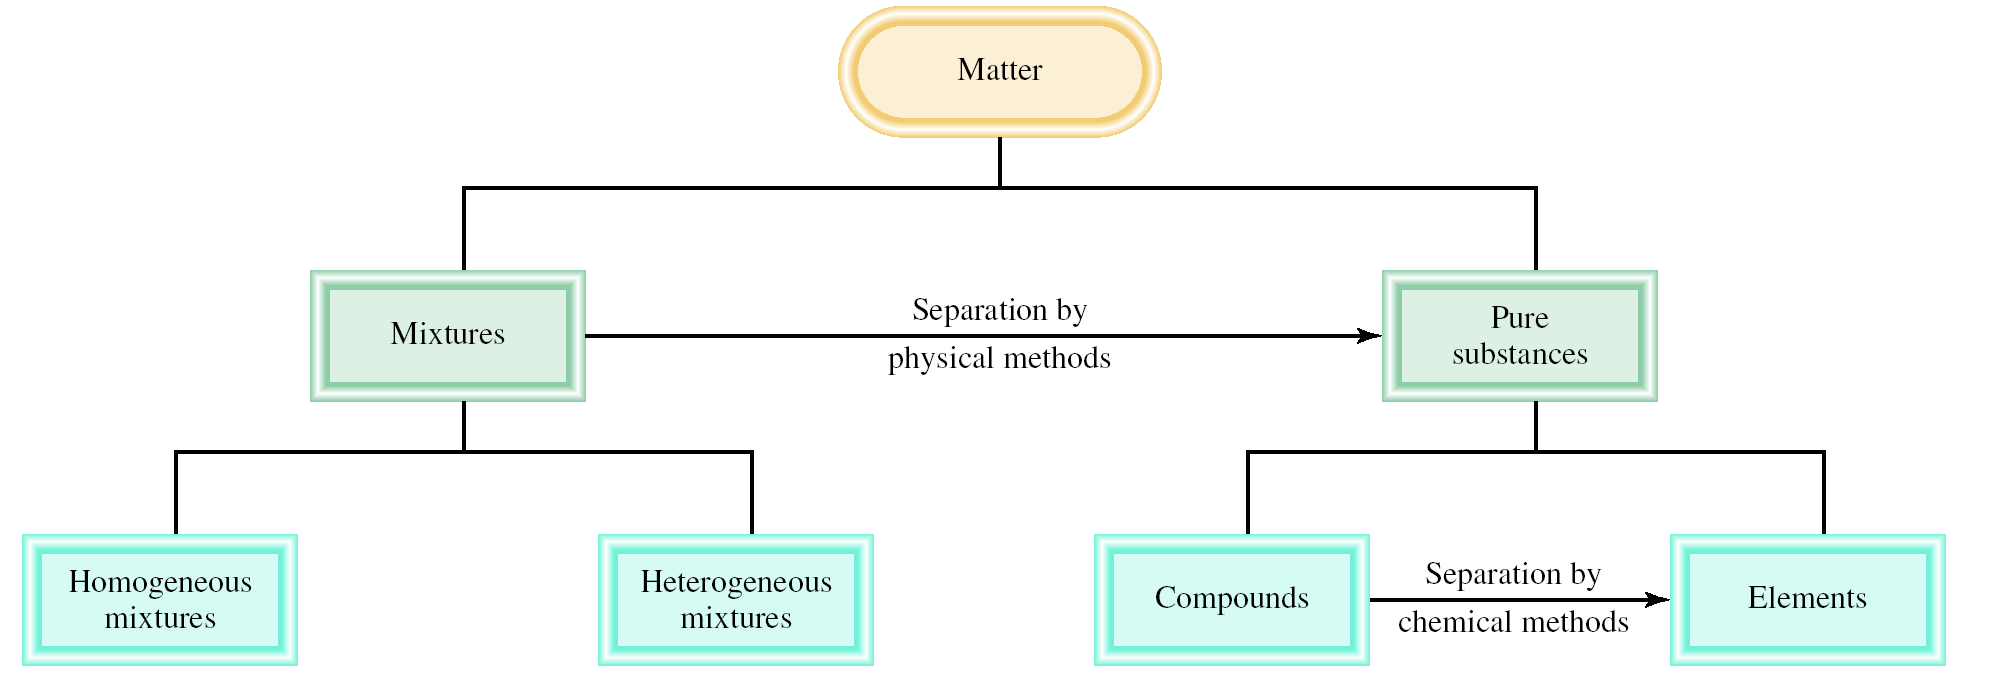 Matter
Mixtures
Separation by
physical methods
Pure
substances
Homogeneous
mixtures
Heterogeneous
mixtures
Compounds
Separation by
chemical methods
Elements